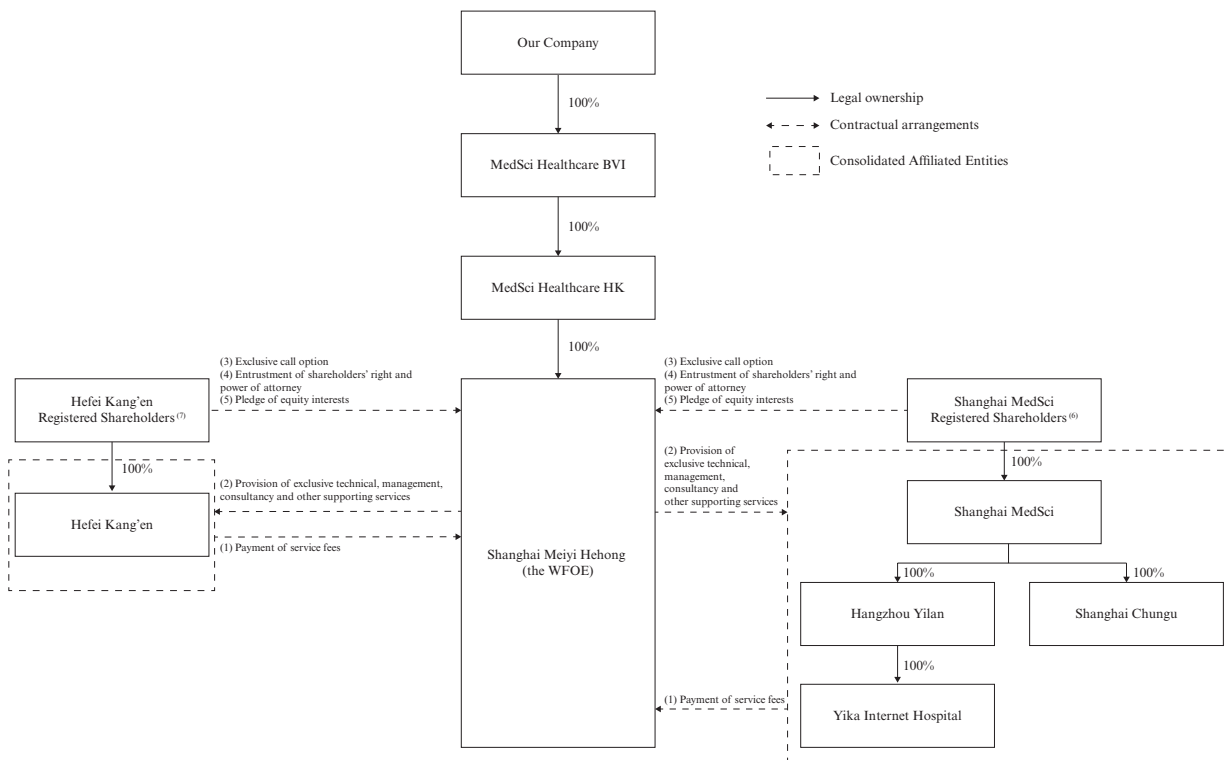 Our Company
100%
Legal ownership
Contractual arrangements
Consolidated Affiliated Entities
MedSci Healthcare BVI
100%
MedSci Healthcare HK
100%
(3) Exclusive call option
(4) Entrustment of shareholders' right and
power of attorney
(5) Pledge of equity interests
(3) Exclusive call option
(4) Entrustment of shareholders' right and
power of attorney
(5) Pledge of equity interests
Hefei Kang'en
Registered Shareholders (7)
Shanghai MedSci
Registered Shareholders (6)
100%
(2) Provision of exclusive technical, management,
consultancy and other supporting services
Hefei Kang'en
(1) Payment of service fees
Shanghai Meiyi Hehong
(the WFOE)
(2) Provision of
exclusive technical,
management,
consultancy and
other supporting services
100%
Shanghai MedSci
100%
100%
Hangzhou Yilan
Shanghai Chungu
100%
(1) Payment of service fees
Yika Internet Hospital